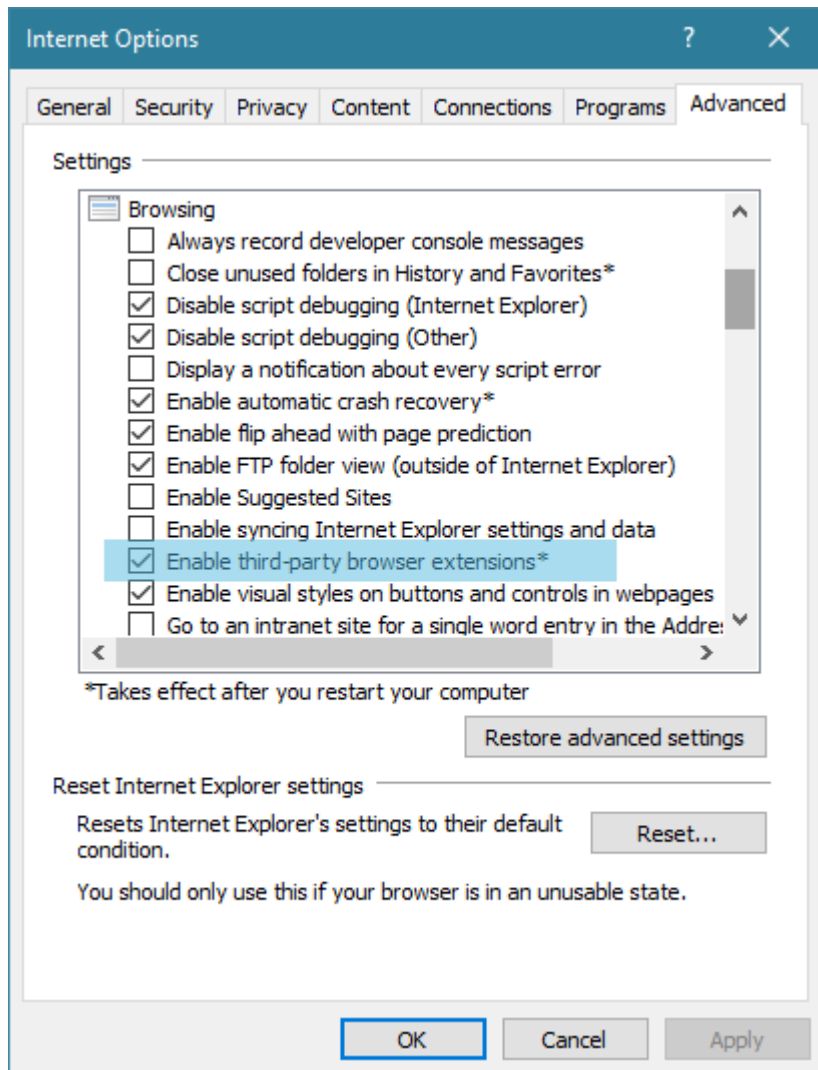 Internet Options ?
General Security Privacy Content Connections Programs Advanced
Settings
Browsing
Always record developer console messages
Close unused folders in History and Favorites*
Disable script debugging (Internet Explorer)
Disable script debugging (Other)
Display a notification about every script error
Enable automatic crash recovery*
Enable flip ahead with page prediction
Enable FTP folder view (outside of Internet Explorer)
Enable Suggested Sites
Enable syncing Internet Explorer settings and data
Enable third-party browser extensions*
Enable visual styles on buttons and controls in webpages
Go to an intranet site for a single word entry in the
*Takes effect after you restart your computer
Restore advanced settings
Reset Internet Explorer settings
Resets Internet Explorer's settings to their default
condition.
Reset...
You should only use this if your browser is in an unusable state.
OK Cancel Apply